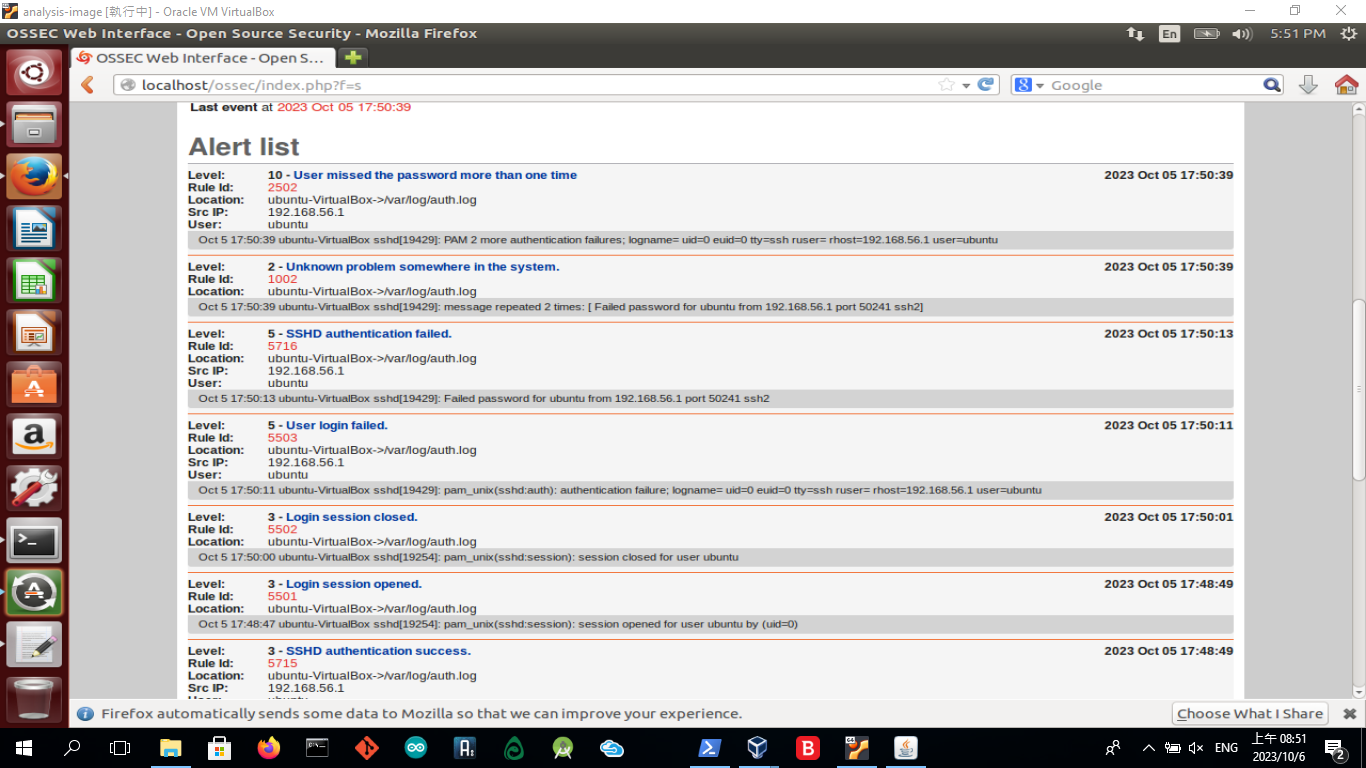 analysis-image [執行中] - Oracle VM VirtualBox
OSSEC Web Interface - Open Source Security - Mozilla Firefox
En
5:51 PM
OSSEC Web Interface - Open S...
localhost/ossec/index.php?f=s
Google
Last event at 2023 Oct 05 17:50:39
Alert list
Level: 10 - User missed the password more than one time 2023 Oct 05 17:50:39
Rule Id: 2502
Location: ubuntu-VirtualBox->/var/log/auth.log
Src IP: 192.168.56.1
User: ubuntu
Oct 5 17:50:39 ubuntu-VirtualBox sshd[19429]: PAM 2 more authentication failures; logname= uid=0 euid=0 tty=ssh ruser= rhost=192.168.56.1 user=ubuntu
Level: 2 - Unknown problem somewhere in the system. 2023 Oct 05 17:50:39
Rule Id: 1002
Location: ubuntu-VirtualBox->/var/log/auth.log
Oct 5 17:50:39 ubuntu-VirtualBox sshd[19429]: message repeated 2 times: [ Failed password for ubuntu from 192.168.56.1 port 50241 ssh2]
Level: 5 - SSHD authentication failed. 2023 Oct 05 17:50:13
Rule Id: 5716
Location: ubuntu-VirtualBox->/var/log/auth.log
Src IP: 192.168.56.1
User: ubuntu
Oct 5 17:50:13 ubuntu-VirtualBox sshd[19429]: Failed password for ubuntu from 192.168.56.1 port 50241 ssh2
Level: 5 - User login failed. 2023 Oct 05 17:50:11
Rule Id: 5503
Location: ubuntu-VirtualBox->/var/log/auth.log
Src IP: 192.168.56.1
User: ubuntu
Oct 5 17:50:11 ubuntu-VirtualBox sshd[19429]: pam_unix(sshd:auth): authentication failure; logname= uid=0 euid=0 tty=ssh ruser= rhost=192.168.56.1 user=ubuntu
Level: 3 - Login session closed. 2023 Oct 05 17:50:01
Rule Id: 5502
Location: ubuntu-VirtualBox->/var/log/auth.log
Oct 5 17:50:00 ubuntu-VirtualBox sshd[19254]: pam_unix(sshd:session): session closed for user ubuntu
Level: 3 - Login session opened. 2023 Oct 05 17:48:49
Rule Id: 5501
Location: ubuntu-VirtualBox->/var/log/auth.log
Oct 5 17:48:47 ubuntu-VirtualBox sshd[19254]: pam_unix(sshd:session): session opened for user ubuntu by (uid=0)
Level: 3 - SSHD authentication success. 2023 Oct 05 17:48:49
Rule Id: 5715
Location: ubuntu-VirtualBox->/var/log/auth.log
Src IP: 192.168.56.1
Firefox automatically sends some data to Mozilla so that we can improve your experience.
Choose What I Share
ENG
上午 08:51
2023/10/6
2